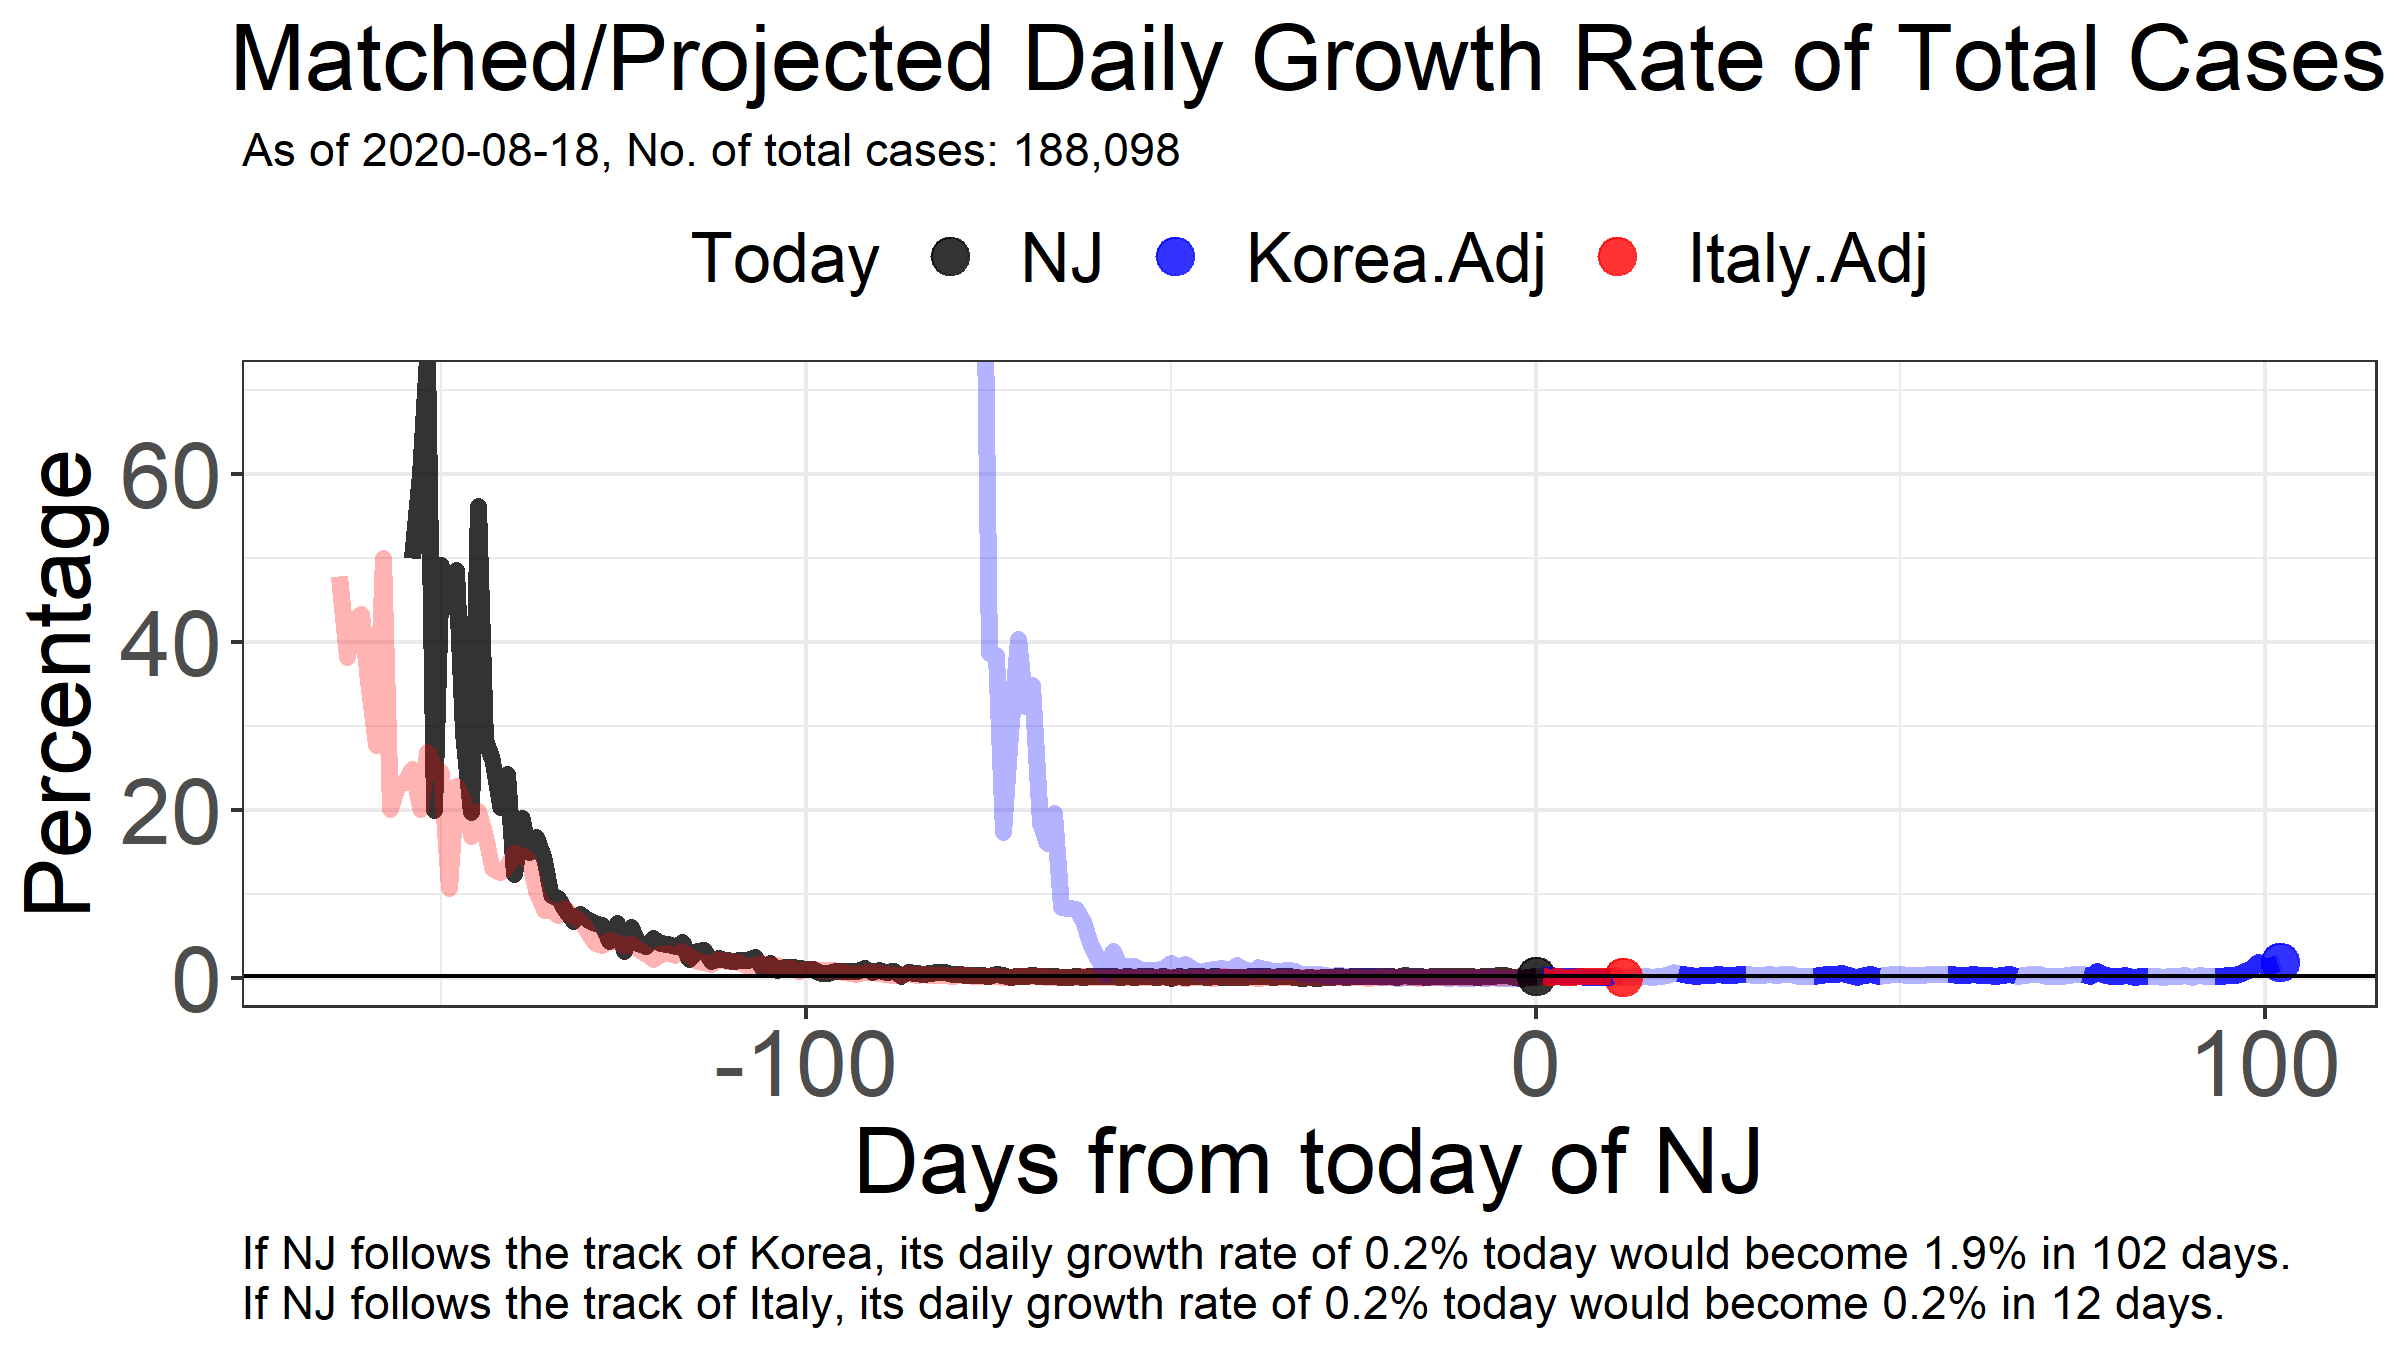 Matched/Projected Daily Growth Rate of Total Cases
As of 2020-08-18, No. of total cases: 188,098
Today NJ Korea.Adj Italy.Adj
Percentage
60
40
20
0
-100 0 100
Days from today of NJ
If NJ follows the track of Korea, its daily growth rate of 0.2% today would become 1.9% in 102 days.
If NJ follows the track of Italy, its daily growth rate of 0.2% today would become 0.2% in 12 days.